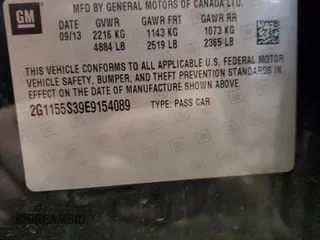 GM
MFD BY GENERAL MOTORS OF CANADA LTD.
DATE GVWR GAWR FRT GAWR RR
09/13 2216 KG 1143 KG 1073 KG
4884 LB 2519 LB 2365 LB
THIS VEHICLE CONFORMS TO ALL APPLICABLE U.S. FEDERAL MOTOR
VEHICLE SAFETY, BUMPER, AND THEFT PREVENTION STANDARDS IN
EFFECT ON THE DATE OF MANUFACTURE SHOWN ABOVE.
2G1155S39E9154089 TYPE: PASS CAR